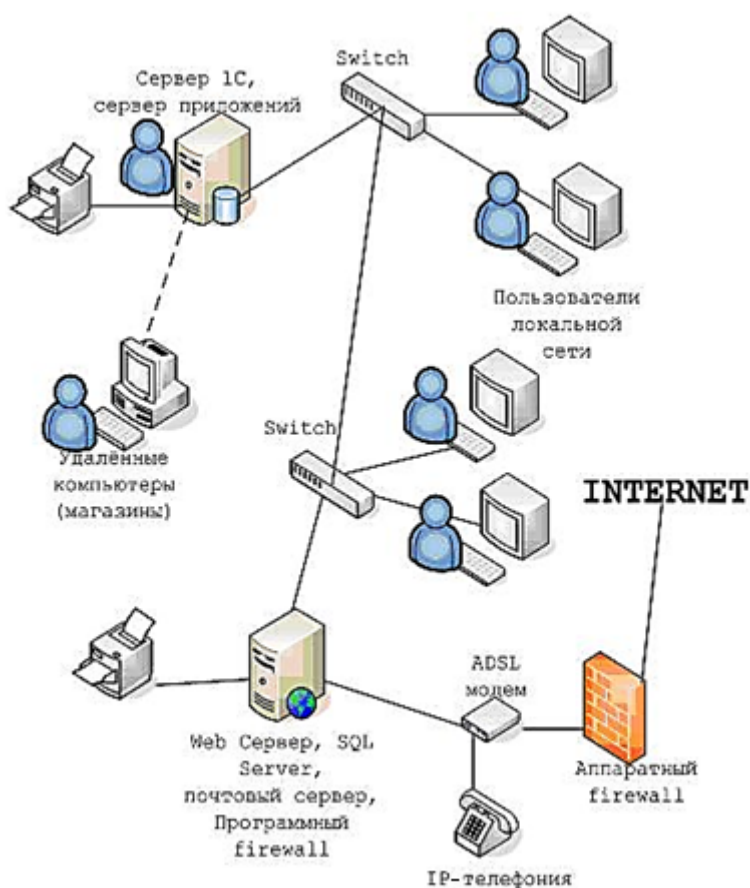 Switch
Сервер 1С,
сервер приложений
Пользователи
локальной
сети
Switch
Удалённые
компьютеры
(магазины)
INTERNET
ADSL
модем
Web Сервер, SQL
Server,
почтовый сервер,
Программный
firewall
Аппаратный
firewall
IP-телефония